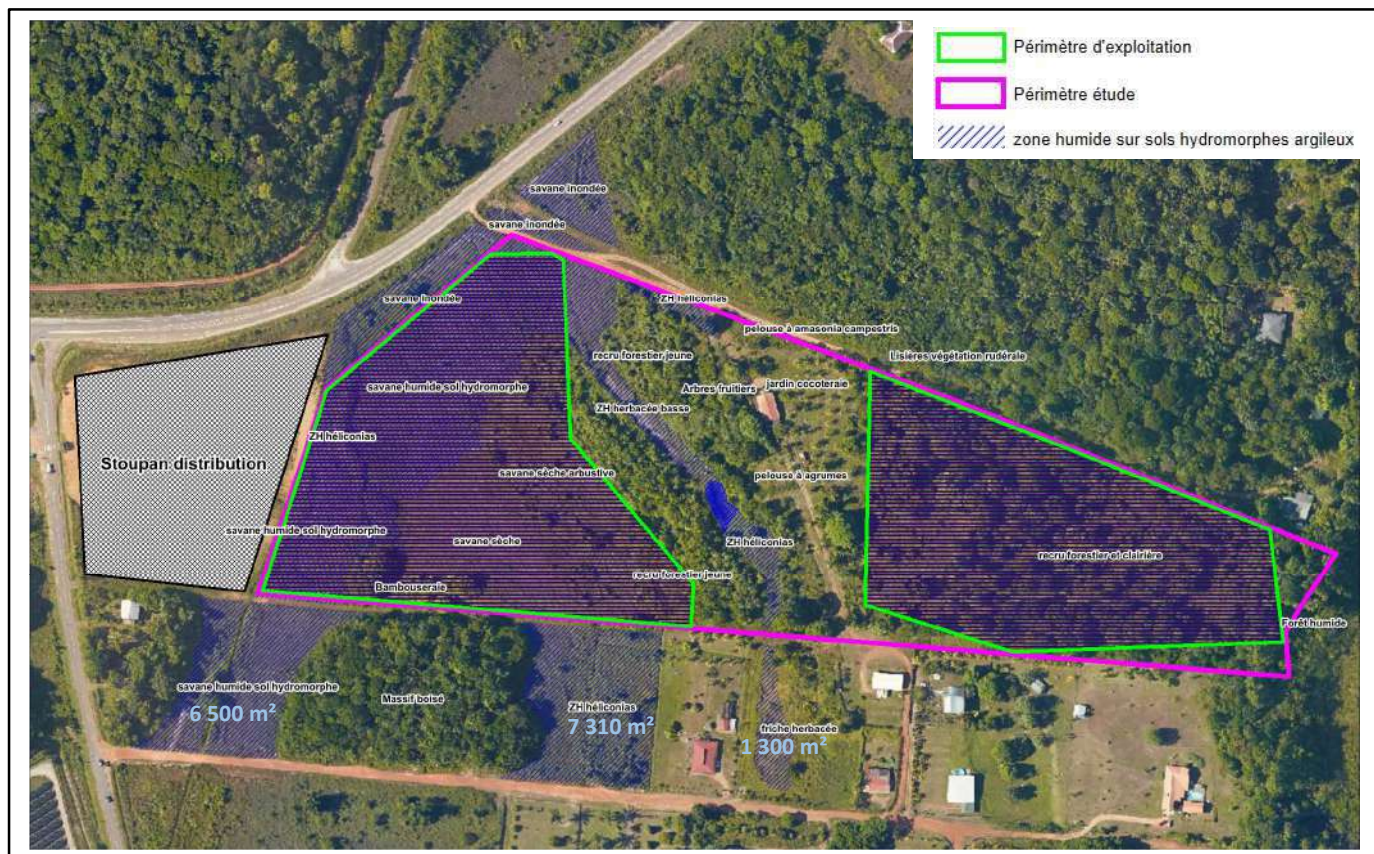 Périmètre d'exploitation
Périmètre étude
zone humide sur sols hydromorphes argileux
savane inondée
savane inondée
savane inondée
ZH héliconias
pelouse à amasonia campestris
recru forestier jeune
Lisières végétation rudérale
savane humide sol hydromorphe
Arbres fruitiers
jardin cocoteraie
ZH herbacée basse
ZH héliconias
Stoupan distribution
savane sèche arbustive
pelouse à agrumes
savane humide sol hydromorphe
savane sèche
ZH héliconias
recru forestier et clairière
recru forestier jeune
Bambouseraie
Forêt humide
savane humide sol hydromorphe
6 500 m²
Massif boisé
ZH héliconias
7 310 m²
friche herbacée
1 300 m²